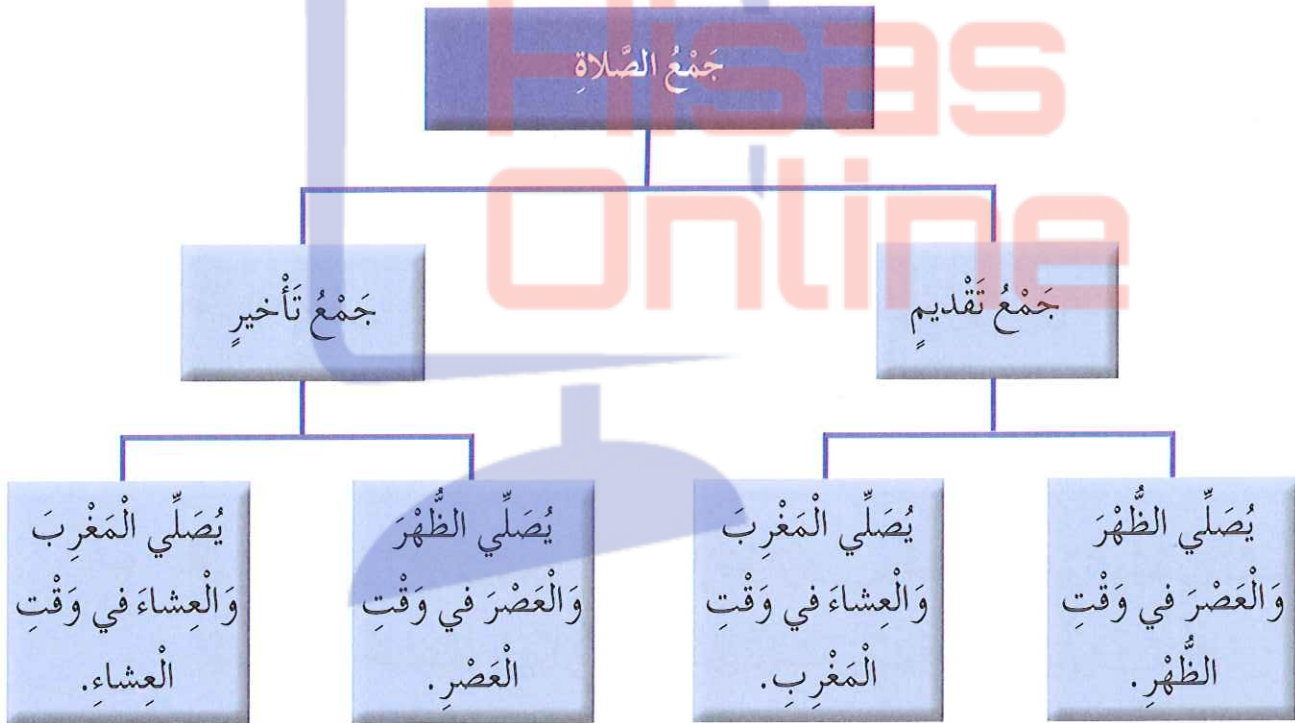 Hisas
Online
جَمْعُ الصَّلاةِ
جَمْعُ تَقْديمٍ
جَمْعُ تَأْخيرٍ
يُصَلِّي الظُّهْرَ
وَالْعَصْرَ في وَقْتِ
الظُّهْرِ.
يُصَلِّي الْمَغْرِبَ
وَالْعِشاءَ في وَقْتِ
الْمَغْرِبِ.
يُصَلِّي الظُّهْرَ
وَالْعَصْرَ في وَقْتِ
الْعَصْرِ.
يُصَلِّي الْمَغْرِبَ
وَالْعِشاءَ في وَقْتِ
الْعِشاءِ.